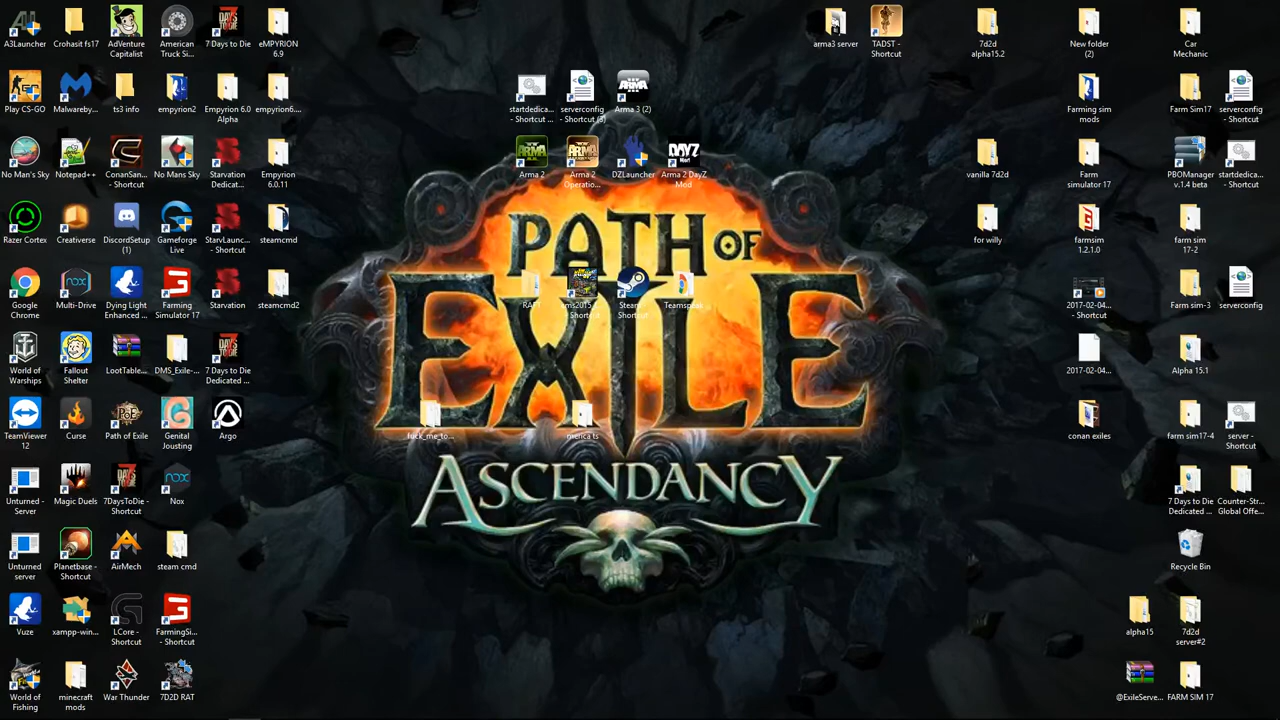 A3Launcher
Crohasit fs17
AdVenture
Capitalist
American
Truck Si...
7 Days to Die
eMPYRION
6.9
arma3 server
TADST -
Shortcut
7d2d
alpha15.2
New folder
(2)
Car
Mechanic
Play CS-GO
Malwareby...
ts3 info
empyrion2
Empyrion 6.0
Alpha
empyrion6....
startdedica...
- Shortcut ...
serverconfig
- Shortcut (3)
Arma 3 (2)
Farming sim
mods
Farm Sim17
serverconfig
- Shortcut
No Man's Sky
Notepad++
ConanSan...
- Shortcut
No Mans Sky
Starvation
Dedicat...
Empyrion
6.0.11
Arma 2
Arma 2
Operatio...
DZLauncher
Arma 2 DayZ
Mod
vanilla 7d2d
Farm
simulator 17
PBOManager
v.1.4 beta
startdedica...
- Shortcut
Razer Cortex
Creativerse
DiscordSetup
(1)
Gameforge
Live
StarvLaunc...
- Shortcut
steamcmd
for willy
farmsim
1.2.1.0
farm sim
17-2
PATH OF
EXILE
ASCENDANCY
Google
Chrome
Multi-Drive
Dying Light
Enhanced ...
Farming
Simulator 17
Starvation
steamcmd2
Steam
Shortcut
2017-02-04...
- Shortcut
Farm sim-3
serverconfig
World of
Warships
Fallout
Shelter
LootTable...
DMS_Exile-...
7 Days to Die
Dedicated ...
2017-02-04...
Alpha 15.1
TeamViewer
12
Curse
Path of Exile
Genital
Jousting
Argo
fuck_me_to...
merica ts
conan exiles
farm sim17-4
server -
Shortcut
Unturned -
Server
Magic Duels
7DaysToDie -
Shortcut
Nox
7 Days to Die
Dedicated ...
Counter-Str...
Global Offe...
Unturned
server
Planetbase -
Shortcut
AirMech
steam cmd
Recycle Bin
Vuze
xampp-win...
LCore -
Shortcut
FarmingSi...
- Shortcut
alpha15
7d2d
server#2
World of
Fishing
minecraft
mods
War Thunder
7D2D RAT
@ExileServe...
FARM SIM 17